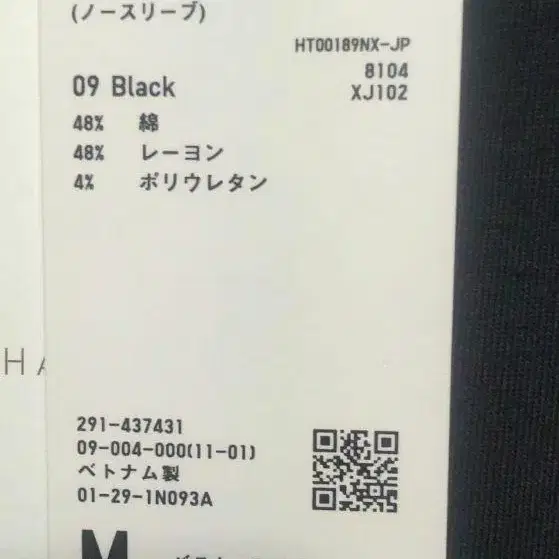 (ノースリーブ)
HT00189NX-JP
8104
XJ102
09 Black
48% 綿
48% レーヨン
4% ポリウレタン
HA
291-437431
09-004-000(11-01)
ベトナム製
01-29-1N093A
M